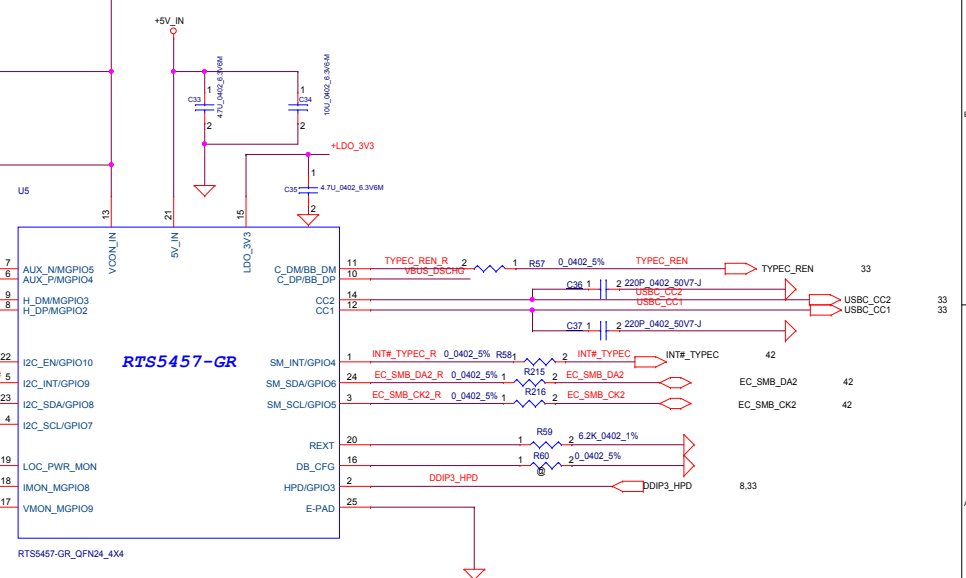 +5V_IN
1
C33
2
4.7U_0402_6.3V6M
1
C34
2
10U_0402_6.3V6-M
+LDO_3V3
1
C35
4.7U_0402_6.3V6M
2
U5
13
21
15
VCON_IN
5V_IN
LDO_3V3
7 AUX_N/MGPIO5
6 AUX_P/MGPIO4
9 H_DM/MGPIO3
8 H_DP/MGPIO2
22 I2C_EN/GPIO10
5 I2C_INT/GPIO9
23 I2C_SDA/GPIO8
4 I2C_SCL/GPIO7
19 LOC_PWR_MON
18 IMON_MGPIO8
17 VMON_MGPIO9
RTS5457-GR
C_DM/BB_DM 11 TYPEC_REN_R 2 1 R57 0_0402_5% TYPEC_REN TYPEC_REN 33
C_DP/BB_DP 10 VBUS_DSCHG
C36 1 2 220P_0402_50V7-J
CC2 14 USBC_CC2 USBC_CC2 33
CC1 12 USBC_CC1 USBC_CC1 33
C37 1 2 220P_0402_50V7-J
SM_INT/GPIO4 1 INT#_TYPEC_R 0_0402_5% R58 1 2 INT#_TYPEC INT#_TYPEC 42
SM_SDA/GPIO6 24 EC_SMB_DA2_R 0_0402_5% 1 R215 2 EC_SMB_DA2 EC_SMB_DA2 42
SM_SCL/GPIO5 3 EC_SMB_CK2_R 0_0402_5% 1 R216 2 EC_SMB_CK2 EC_SMB_CK2 42
REXT 20 1 R59 2 6.2K_0402_1%
DB_CFG 16 1 R60 2 0_0402_5%
@
HPD/GPIO3 2 DDIP3_HPD DDIP3_HPD 8,33
E-PAD 25
RTS5457-GR_QFN24_4X4